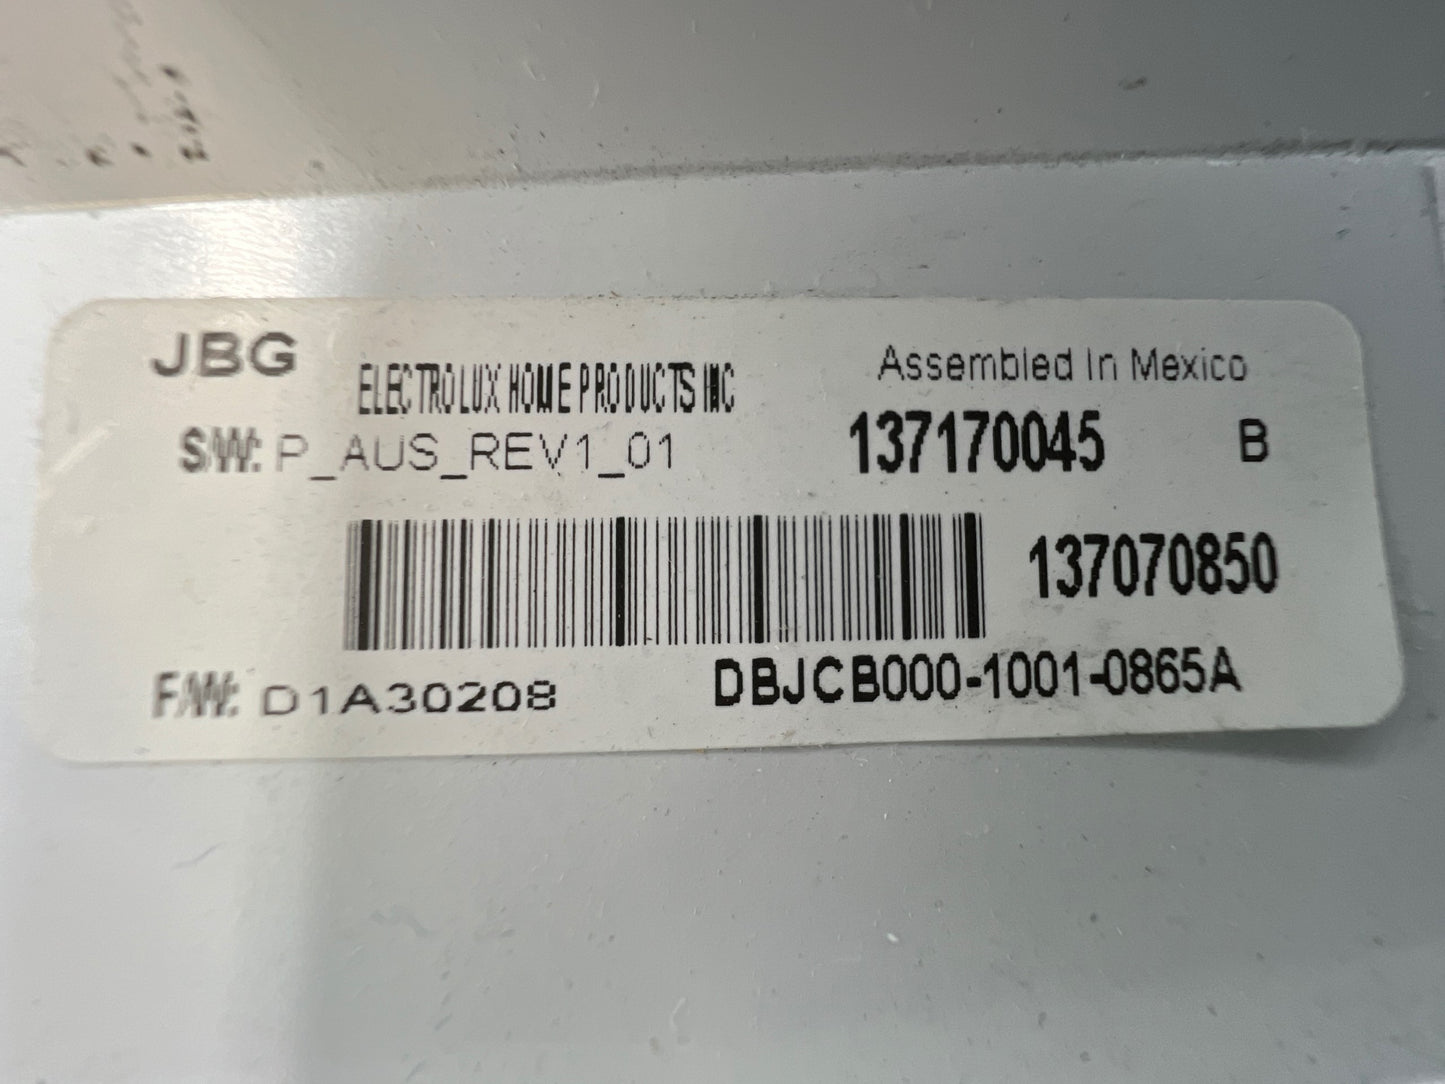 JBG
ELECTROLUX HOME PRODUCTS INC
Assembled In Mexico
S/W: P_AUS_REV1_01
137170045 B
137070850
F/W: D1A30208
DBJCB000-1001-0865A